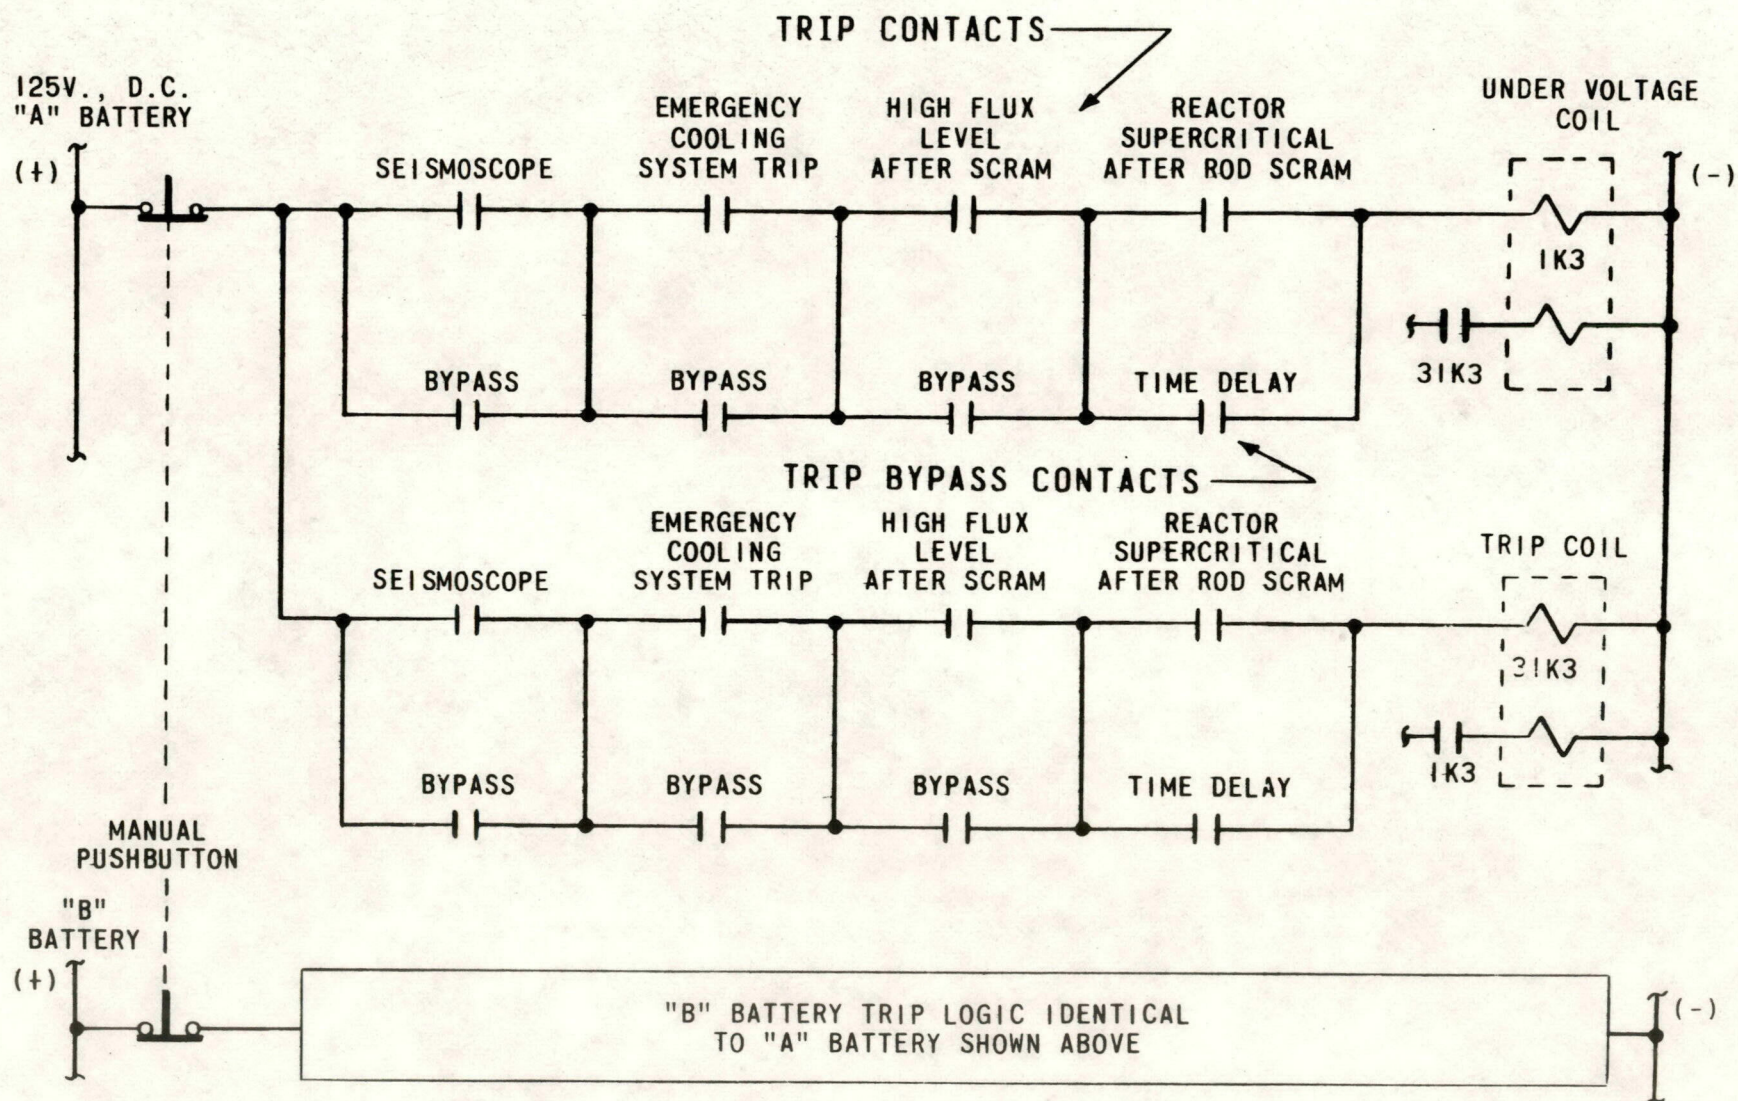 TRIP CONTACTS
125V., D.C.
"A" BATTERY
(+)
SEISMOSCOPE
EMERGENCY
COOLING
SYSTEM TRIP
HIGH FLUX
LEVEL
AFTER SCRAM
REACTOR
SUPERCRITICAL
AFTER ROD SCRAM
UNDER VOLTAGE
COIL
(-)
1K3
31K3
BYPASS
BYPASS
BYPASS
TIME DELAY
TRIP BYPASS CONTACTS
SEISMOSCOPE
EMERGENCY
COOLING
SYSTEM TRIP
HIGH FLUX
LEVEL
AFTER SCRAM
REACTOR
SUPERCRITICAL
AFTER ROD SCRAM
TRIP COIL
31K3
1K3
BYPASS
BYPASS
BYPASS
TIME DELAY
MANUAL
PUSHBUTTON
"B"
BATTERY
(+)
"B" BATTERY TRIP LOGIC IDENTICAL
TO "A" BATTERY SHOWN ABOVE
(-)